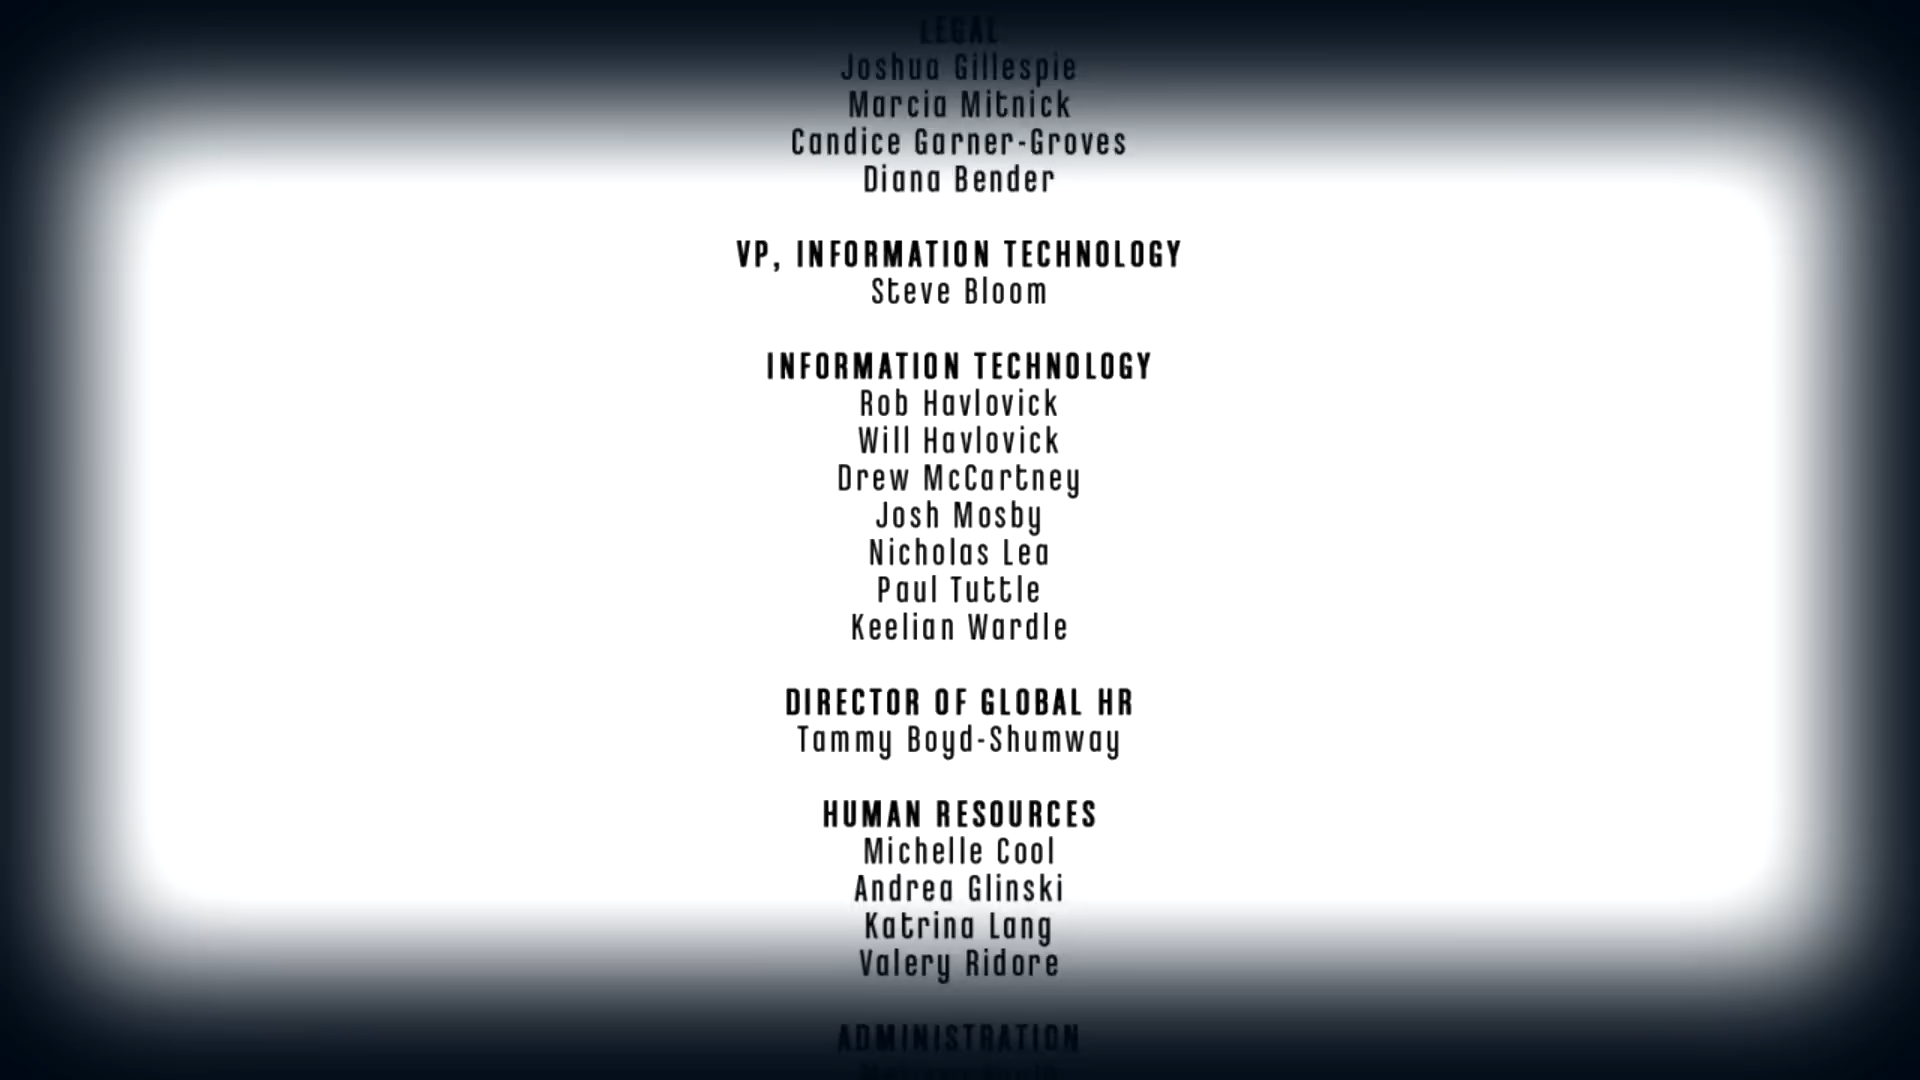 LEGAL
Joshua Gillespie
Marcia Mitnick
Candice Garner-Groves
Diana Bender
VP, INFORMATION TECHNOLOGY
Steve Bloom
INFORMATION TECHNOLOGY
Rob Havlovick
Will Havlovick
Drew McCartney
Josh Mosby
Nicholas Lea
Paul Tuttle
Keelian Wardle
DIRECTOR OF GLOBAL HR
Tammy Boyd-Shumway
HUMAN RESOURCES
Michelle Cool
Andrea Glinski
Katrina Lang
Valery Ridore
ADMINISTRATION